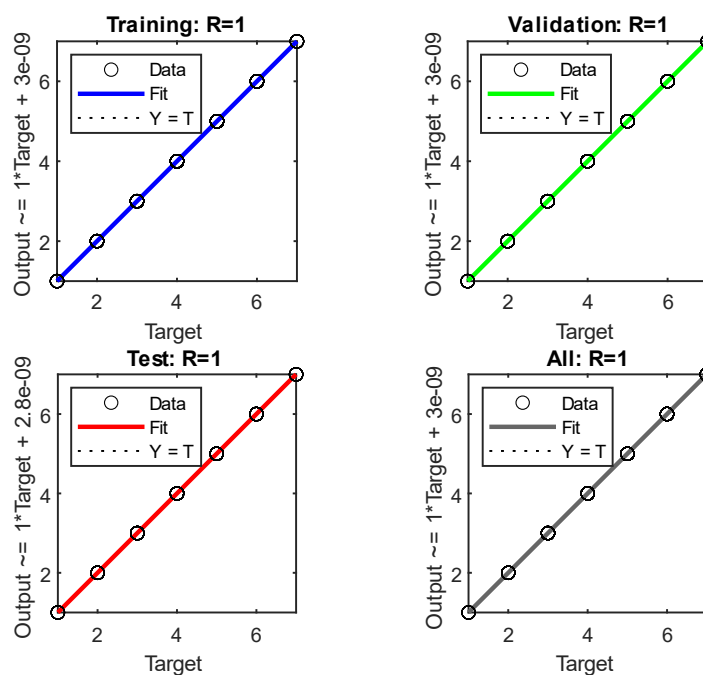 Training: R=1
Output ~= 1*Target + 3e-09
Data
Fit
Y = T
6
4
2
2
4
6
Target
Validation: R=1
Output ~= 1*Target + 3e-09
Data
Fit
Y = T
6
4
2
2
4
6
Target
Test: R=1
Output ~= 1*Target + 2.8e-09
Data
Fit
Y = T
6
4
2
2
4
6
Target
All: R=1
Output ~= 1*Target + 3e-09
Data
Fit
Y = T
6
4
2
2
4
6
Target